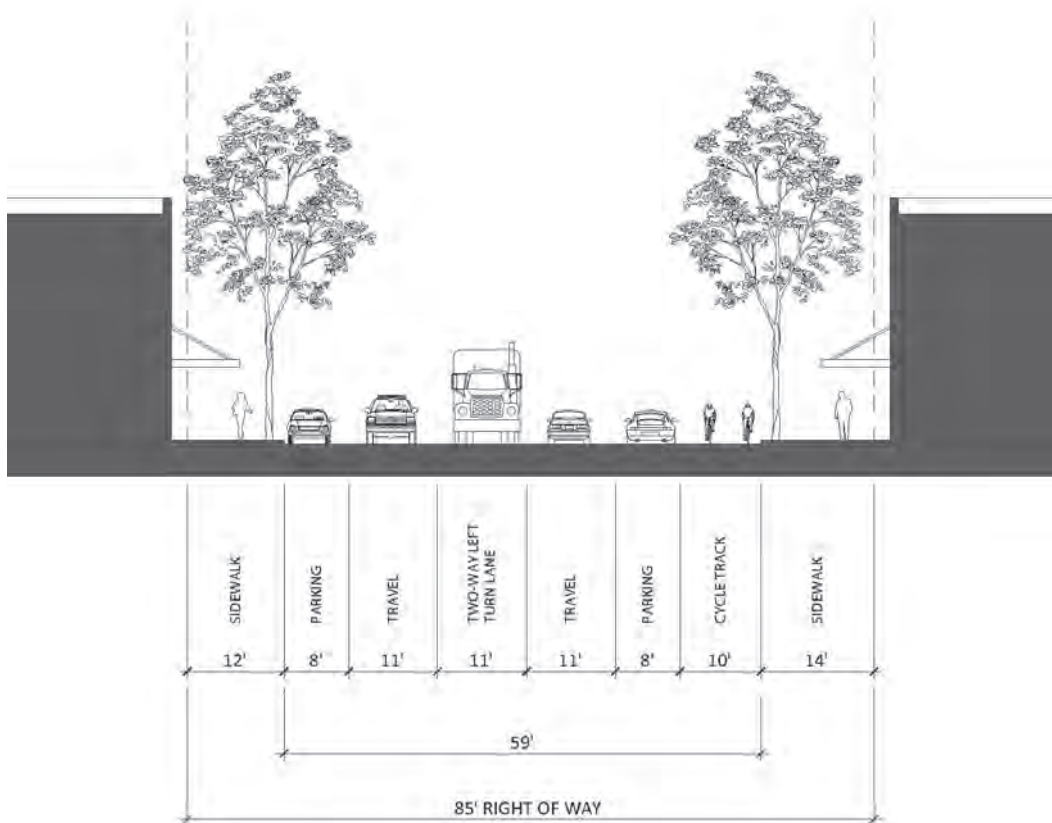 SIDEWALK
PARKING
TRAVEL
TWO-WAY LEFT
TURN LANE
TRAVEL
PARKING
CYCLE TRACK
SIDEWALK
12' 8' 11' 11' 11' 8' 10' 14'
59'
85' RIGHT OF WAY